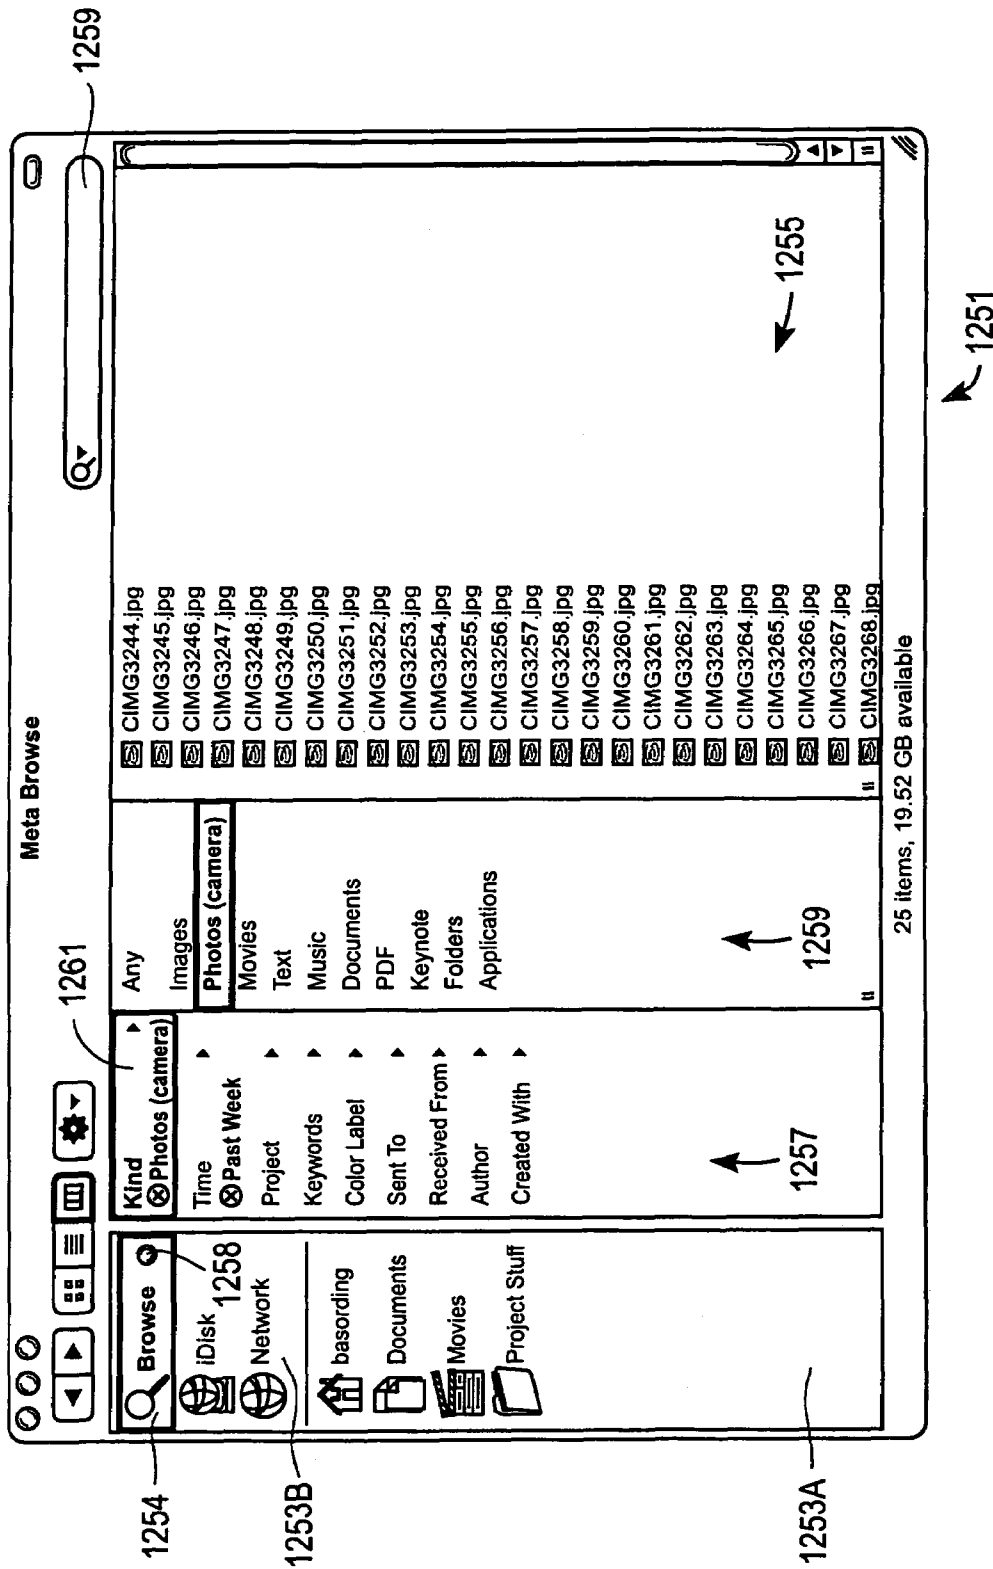 Meta Browse
1259
1261
1254
Browse
1258
iDisk
Network
1253B
basording
Documents
Movies
Project Stuff
1253A
Kind
Photos (camera)
Time
Past Week
Project
Keywords
Color Label
Sent To
Received From
Author
Created With
1257
Any
Images
Photos (camera)
Movies
Text
Music
Documents
PDF
Keynote
Folders
Applications
1259
CIMG3244.jpg
CIMG3245.jpg
CIMG3246.jpg
CIMG3247.jpg
CIMG3248.jpg
CIMG3249.jpg
CIMG3250.jpg
CIMG3251.jpg
CIMG3252.jpg
CIMG3253.jpg
CIMG3254.jpg
CIMG3255.jpg
CIMG3256.jpg
CIMG3257.jpg
CIMG3258.jpg
CIMG3259.jpg
CIMG3260.jpg
CIMG3261.jpg
CIMG3262.jpg
CIMG3263.jpg
CIMG3264.jpg
CIMG3265.jpg
CIMG3266.jpg
CIMG3267.jpg
CIMG3268.jpg
1255
25 items, 19.52 GB available
1251